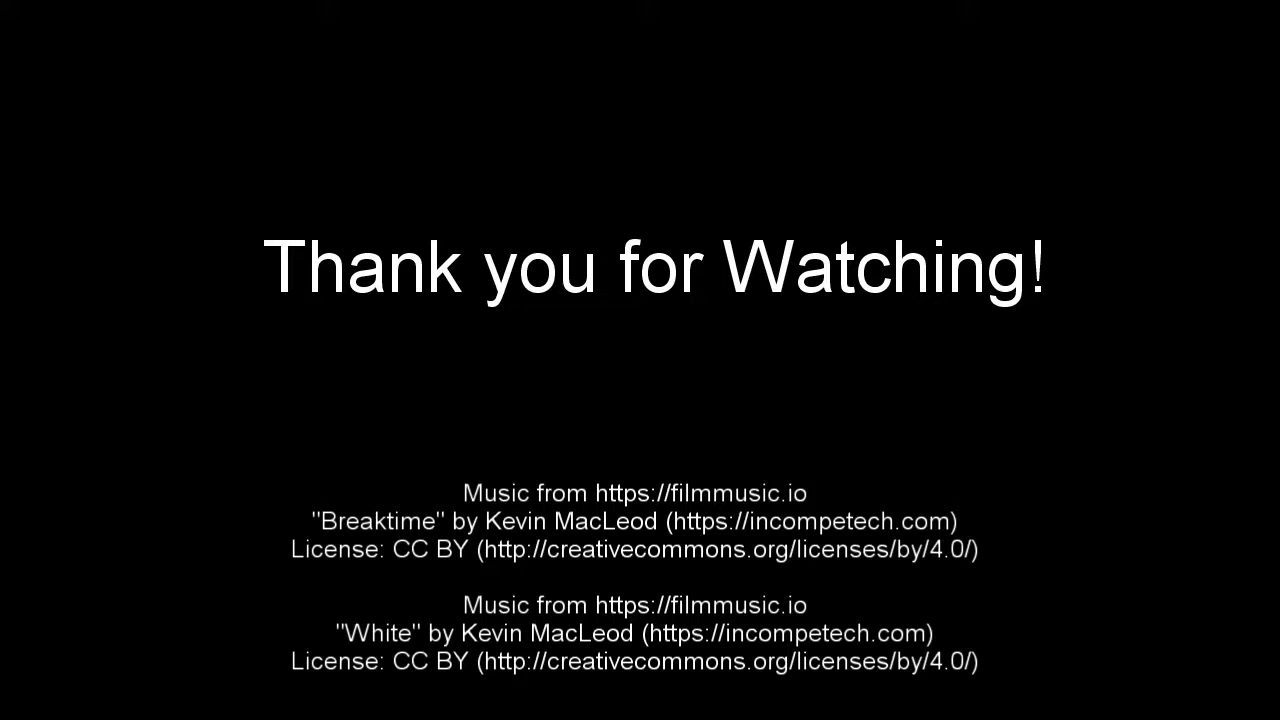 Thank you for Watching!
Music from https://filmmusic.io
"Breaktime" by Kevin MacLeod (https://incompetech.com)
License: CC BY (http://creativecommons.org/licenses/by/4.0/)
Music from https://filmmusic.io
"White" by Kevin MacLeod (https://incompetech.com)
License: CC BY (http://creativecommons.org/licenses/by/4.0/)